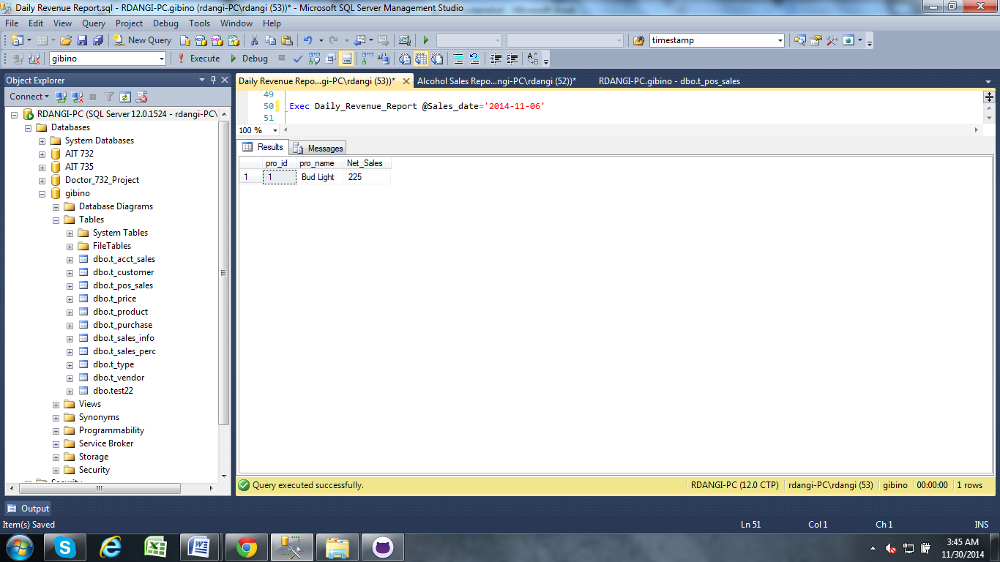 Daily Revenue Report.sql - RDANGI-PC.gibino (rdangi-PC\rdangi (53))* - Microsoft SQL Server Management Studio
File Edit View Query Project Debug Tools Window Help
New Query timestamp
gibino Execute Debug
Object Explorer
Connect
RDANGI-PC (SQL Server 12.0.1524 - rdangi-PC\
Databases
System Databases
AIT 732
AIT 735
Doctor_732_Project
gibino
Database Diagrams
Tables
System Tables
FileTables
dbo.t_acct_sales
dbo.t_customer
dbo.t_pos_sales
dbo.t_price
dbo.t_product
dbo.t_purchase
dbo.t_sales_info
dbo.t_sales_perc
dbo.t_type
dbo.t_vendor
dbo.test22
Views
Synonyms
Programmability
Service Broker
Storage
Security
Security
Daily Revenue Repo...gi-PC\rdangi (53))* Alcohol Sales Repo...ngi-PC\rdangi (52))* RDANGI-PC.gibino - dbo.t_pos_sales
49
50 Exec Daily_Revenue_Report @Sales_date='2014-11-06'
51
100 %
Results Messages
pro_id pro_name Net_Sales
1 1 Bud Light 225
Query executed successfully. RDANGI-PC (12.0 CTP) rdangi-PC\rdangi (53) gibino 00:00:00 1 rows
Output
Item(s) Saved Ln 51 Col 1 Ch 1 INS
3:45 AM
11/30/2014